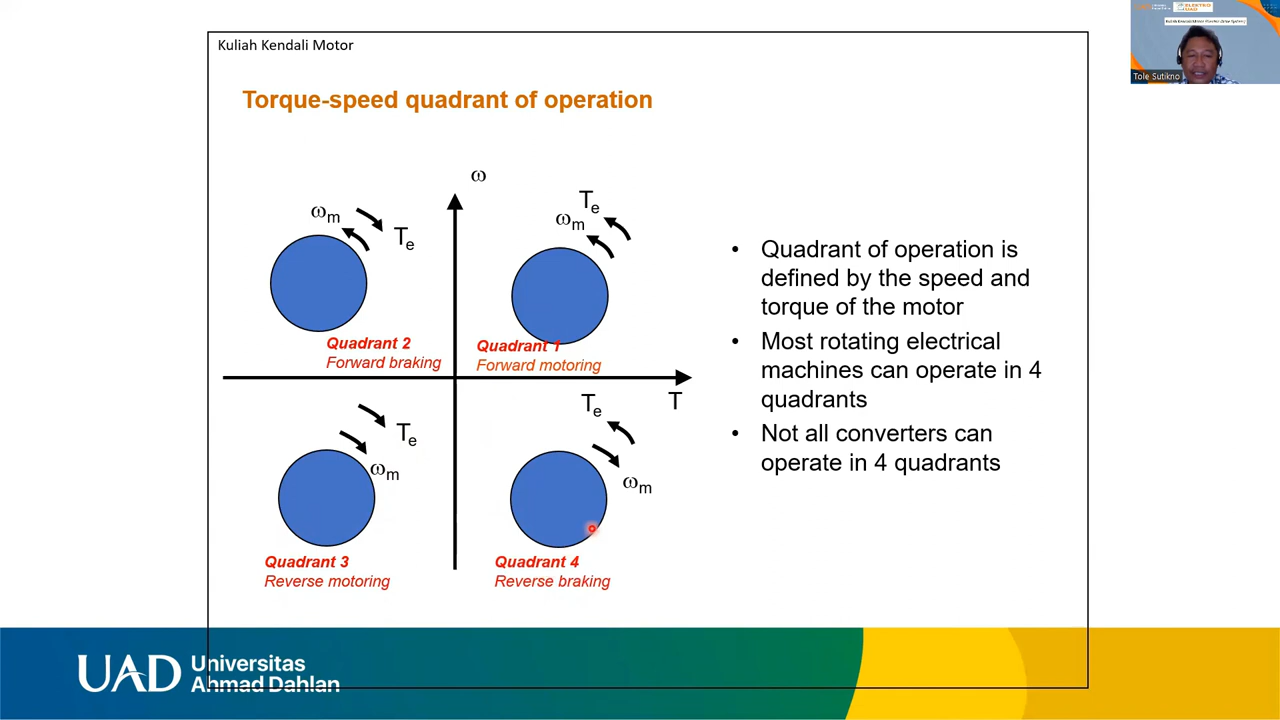 Kuliah Kendali Motor
Torque-speed quadrant of operation
ω
ωm
Te
Te
ωm
Quadrant 2
Forward braking
Quadrant 1
Forward motoring
T
Te
ωm
Quadrant 3
Reverse motoring
Te
ωm
Quadrant 4
Reverse braking
• Quadrant of operation is
defined by the speed and
torque of the motor
• Most rotating electrical
machines can operate in 4
quadrants
• Not all converters can
operate in 4 quadrants
Tole Sutikno
UAD
Universitas
Ahmad Dahlan